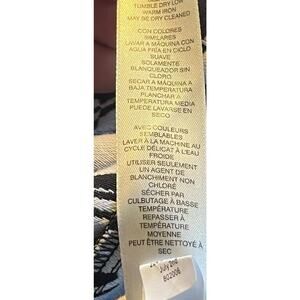 TUMBLE DRY LOW
WARM IRON
MAY BE DRY CLEANED
CON COLORES
SIMILARES
LAVAR A MÁQUINA CON
AGUA FRÍA EN CICLO
SUAVE
SOLAMENTE
BLANQUEADOR SIN
CLORO
SECAR A MÁQUINA A
BAJA TEMPERATURA
PLANCHAR A
TEMPERATURA MEDIA
PUEDE LAVARSE EN
SECO
AVEC COULEURS
SEMBLABLES
LAVER À LA MACHINE AU
CYCLE DÉLICAT À L'EAU
FROIDE
UTILISER SEULEMENT
UN AGENT DE
BLANCHIMENT NON
CHLORÉ
SÉCHER PAR
CULBUTAGE À BASSE
TEMPÉRATURE
REPASSER À
TEMPÉRATURE
MOYENNE
PEUT ÊTRE NETTOYÉ À
SEC
July 2nd